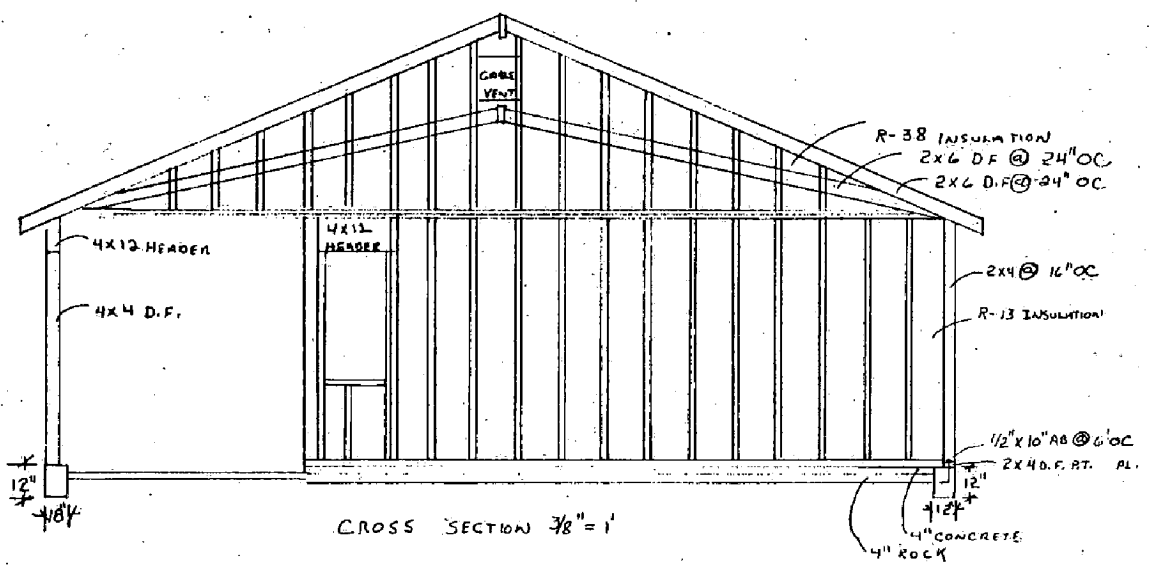 GABLE
VENT
R-38 INSULATION
2x6 DF @ 24" OC
2x6 D.F @ 24" OC
4x12 HEADER
4x12
HEADER
2x4 @ 16" OC
4x4 D.F.
R-13 INSULATION
1/2" x 10" AB @ 6' OC
2x4 D.F. P.T. PL.
12"
12"
18"
12"
CROSS SECTION 3/8" = 1'
4" CONCRETE
4" ROCK